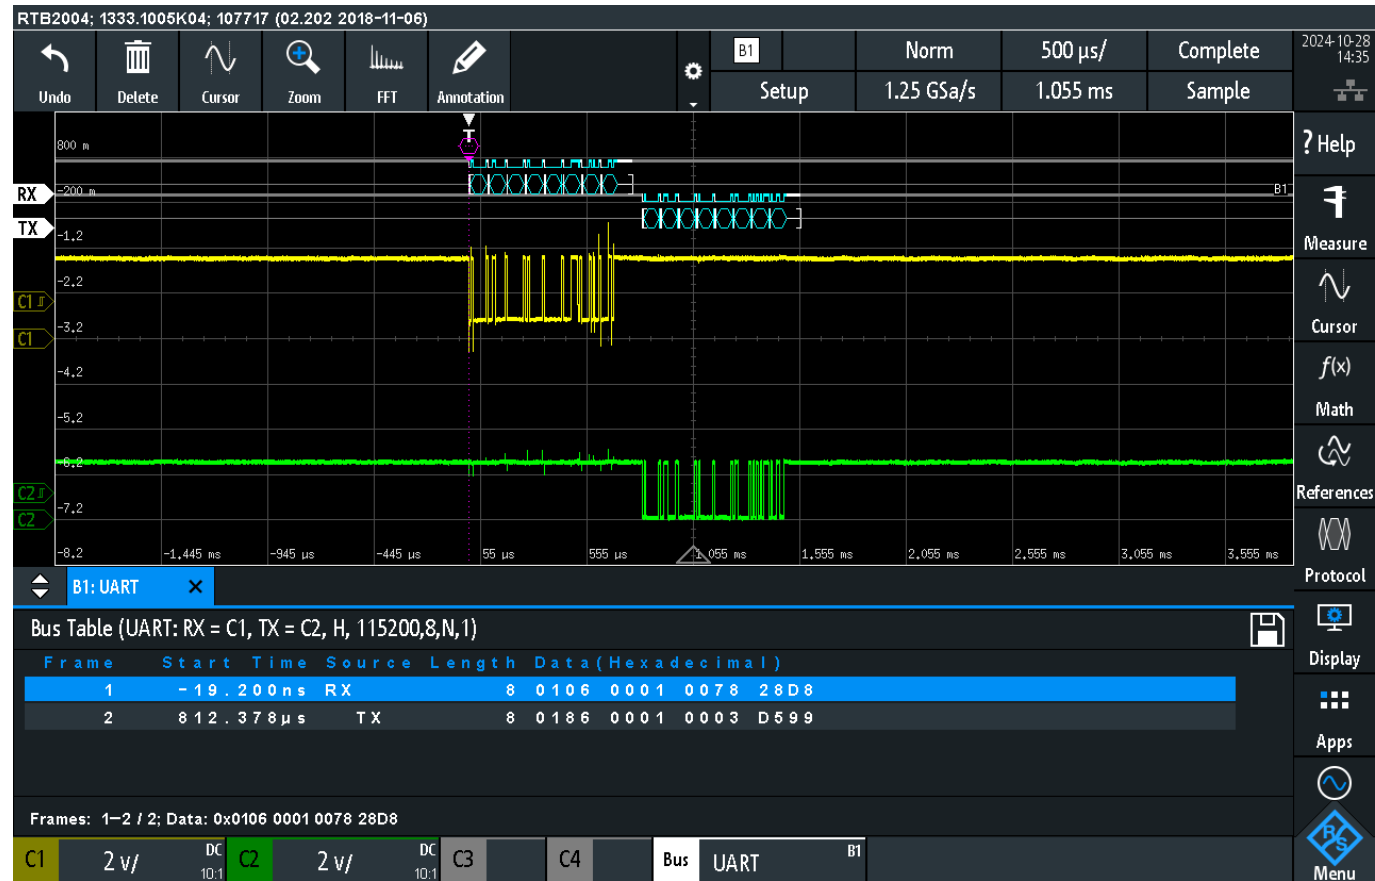 RTB2004; 1333.1005K04; 107717 (02.202 2018-11-06)
Undo Delete Cursor Zoom FFT Annotation
B1 Norm 500 µs/ Complete
Setup 1.25 GSa/s 1.055 ms Sample
2024-10-28
14:35
? Help
Measure
Cursor
f(x)
Math
References
Protocol
Display
Apps
Menu
T
800 m
RX -200 m B1
TX -1.2
-2.2
C1
-3.2
C1
-4.2
-5.2
-6.2
C2
-7.2
C2
-8.2 -1.445 ms -945 µs -445 µs 55 µs 555 µs 1.055 ms 1.555 ms 2.055 ms 2.555 ms 3.055 ms 3.555 ms
B1: UART ×
Bus Table (UART: RX = C1, TX = C2, H, 115200,8,N,1)
Frame Start Time Source Length Data(Hexadecimal)
1 -19.200ns RX 8 0106 0001 0078 28D8
2 812.378µs TX 8 0186 0001 0003 D599
Frames: 1-2 / 2; Data: 0x0106 0001 0078 28D8
C1 2 V/ DC 10:1 C2 2 V/ DC 10:1 C3 C4 Bus UART B1
R&S